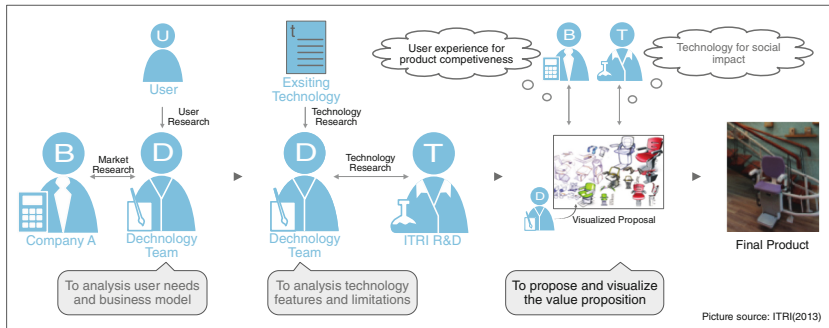 U
User
User
Research
B
Market
Research
D
Company A
Dechnology
Team
To analysis user needs
and business model
t
Exsiting
Technology
Technology
Research
D
Technology
Research
T
Dechnology
Team
ITRI R&D
To analysis technology
features and limitations
User experience for
product competiveness
B
T
Technology for social
impact
D
Visualized Proposal
To propose and visualize
the value proposition
Final Product
Picture source: ITRI(2013)